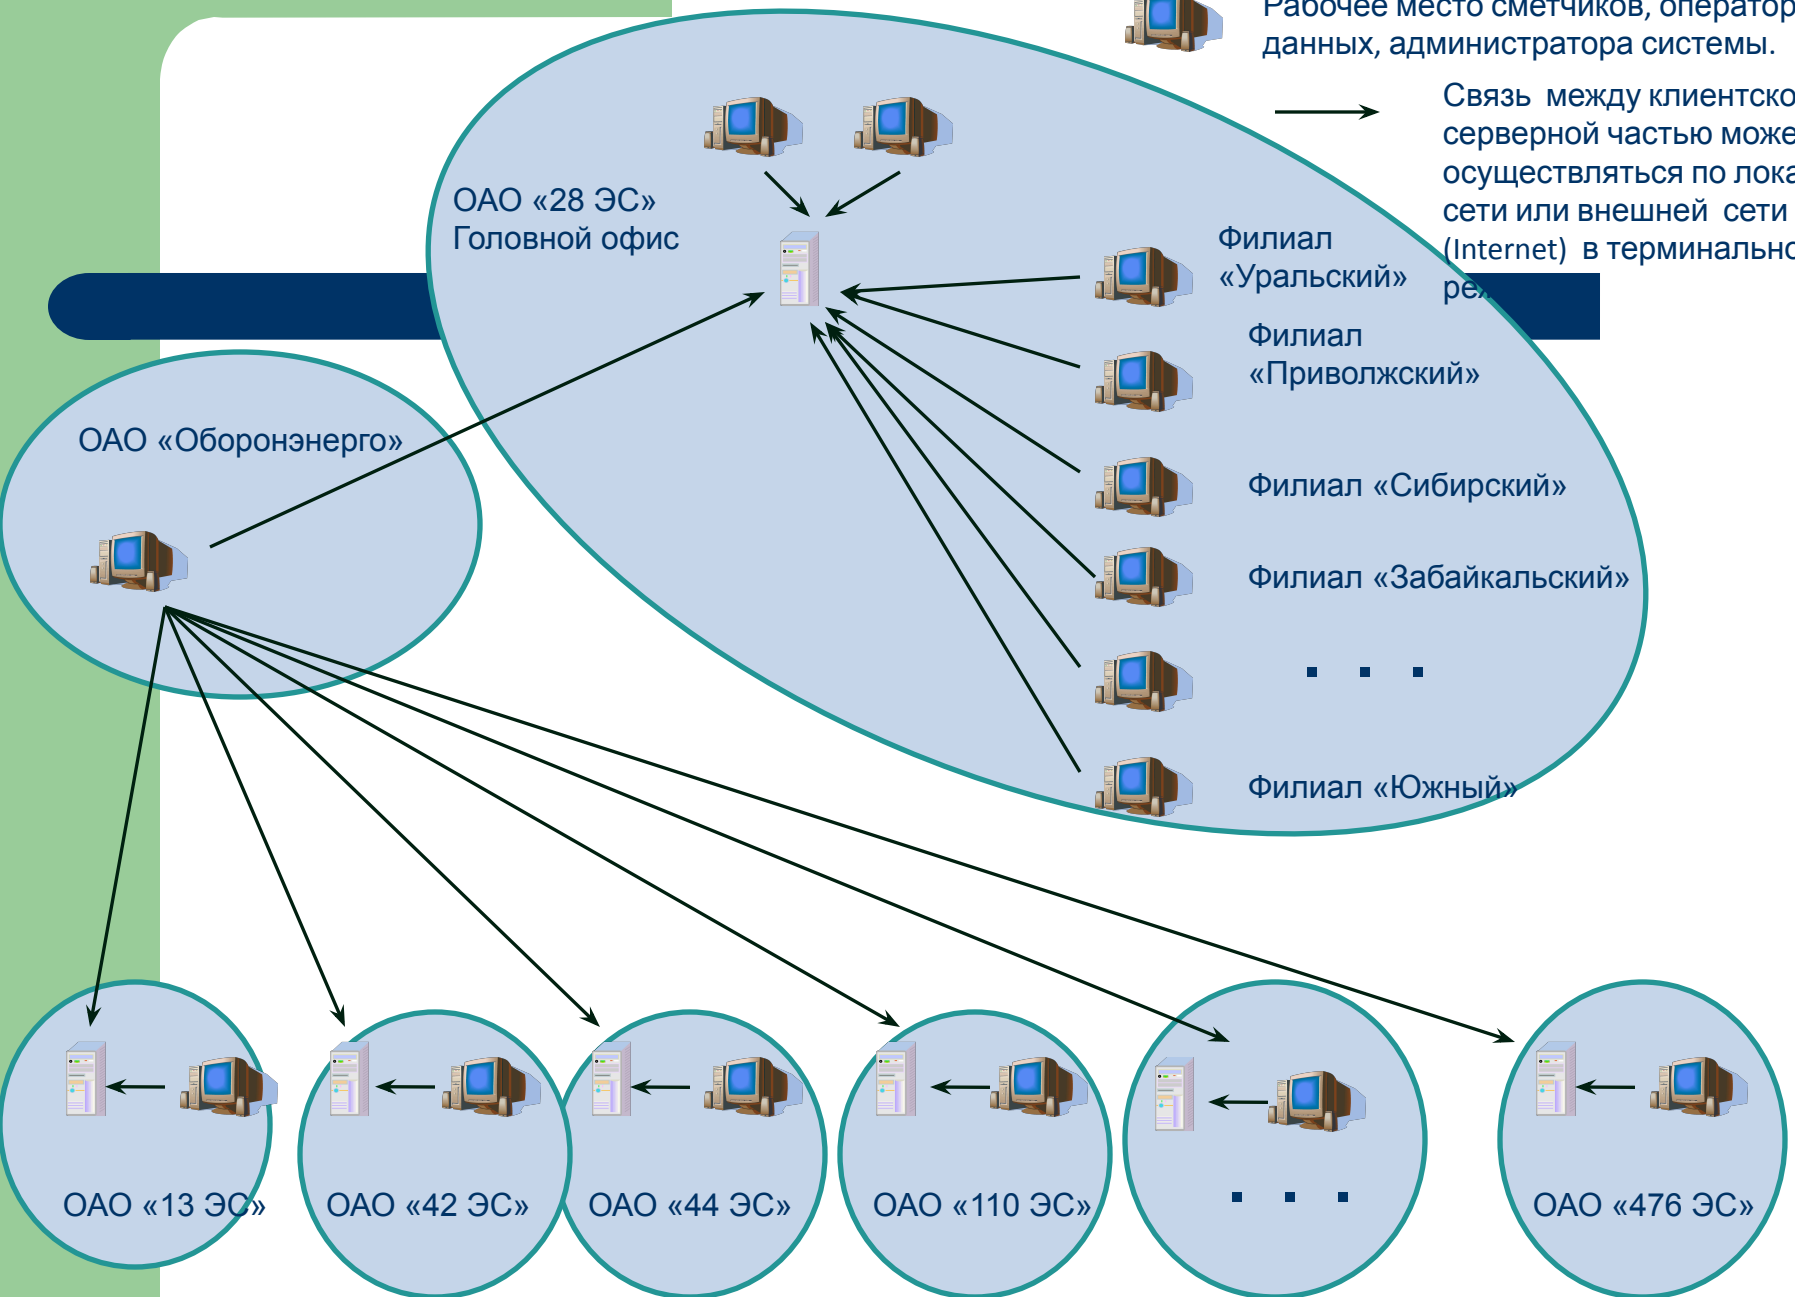 Рабочее место сметчиков, оператор
данных, администратора системы.
Связь между клиентско
серверной частью може
осуществляться по лока
сети или внешней сети
(Internet) в терминально
ОАО «28 ЭС»
Головной офис
Филиал
«Уральский»
Филиал
«Приволжский»
Филиал «Сибирский»
Филиал «Забайкальский»
. . .
Филиал «Южный»
ОАО «Оборонэнерго»
ОАО «13 ЭС»
ОАО «42 ЭС»
ОАО «44 ЭС»
ОАО «110 ЭС»
. . .
ОАО «476 ЭС»